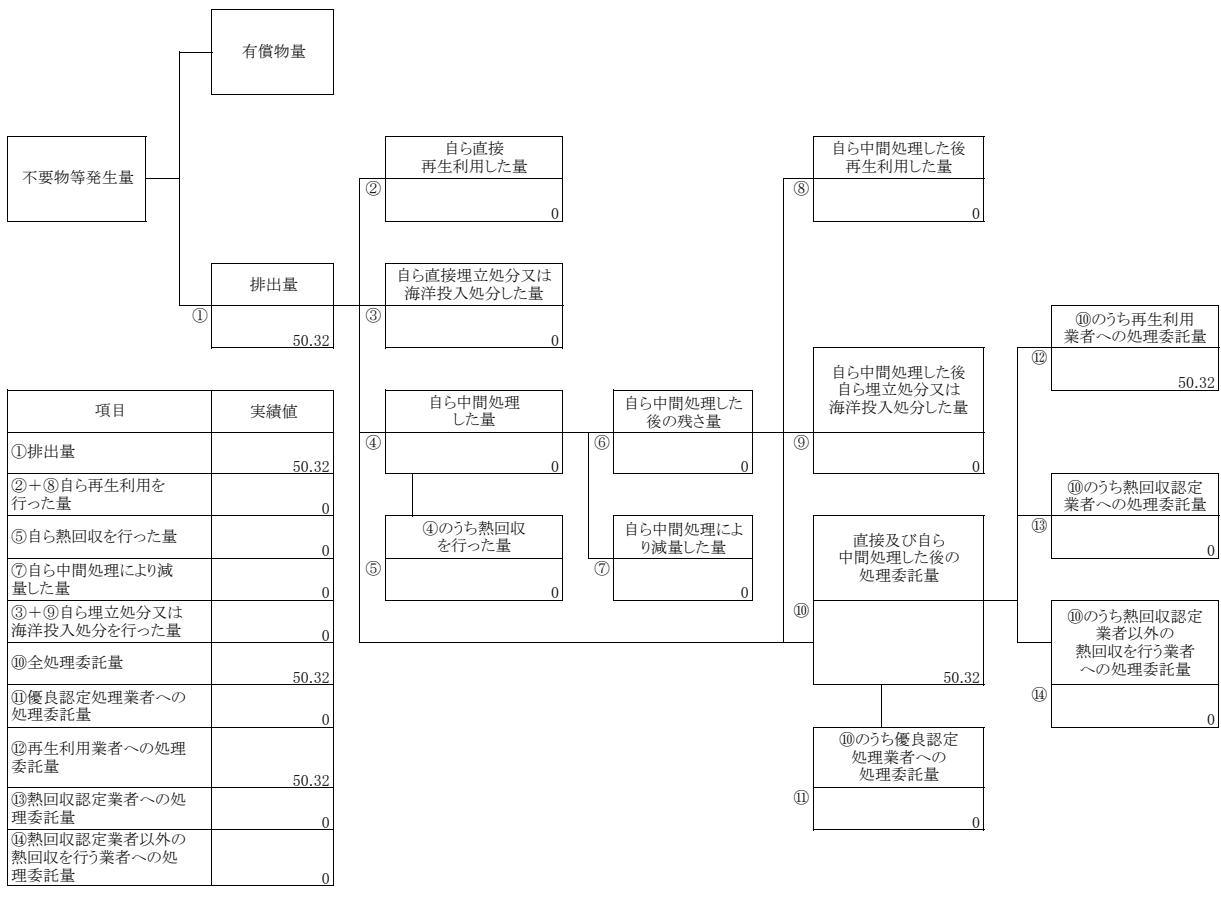 有償物量
不要物等発生量
排出量
①
50.32
自ら直接
再生利用した量
②
0
自ら直接埋立処分又は
海洋投入処分した量
③
0
自ら中間処理
した量
④
0
④のうち熱回収
を行った量
⑤
0
自ら中間処理した
後の残さ量
⑥
0
自ら中間処理によ
り減量した量
⑦
0
自ら中間処理した後
再生利用した量
⑧
0
自ら中間処理した後
自ら埋立処分又は
海洋投入処分した量
⑨
0
直接及び自ら
中間処理した後の
処理委託量
⑩
50.32
⑩のうち優良認定
処理業者への
処理委託量
⑪
0
⑩のうち再生利用
業者への処理委託量
⑫
50.32
⑩のうち熱回収認定
業者への処理委託量
⑬
0
⑩のうち熱回収認定
業者以外の
熱回収を行う業者
への処理委託量
⑭
0
項目 実績値
①排出量
50.32
②+⑧自ら再生利用を
行った量
0
⑤自ら熱回収を行った量
0
⑦自ら中間処理により減
量した量
0
③+⑨自ら埋立処分又は
海洋投入処分を行った量
0
⑩全処理委託量
50.32
⑪優良認定処理業者への
処理委託量
0
⑫再生利用業者への処理
委託量
50.32
⑬熱回収認定業者への処
理委託量
0
⑭熱回収認定業者以外の
熱回収を行う業者への処
理委託量
0